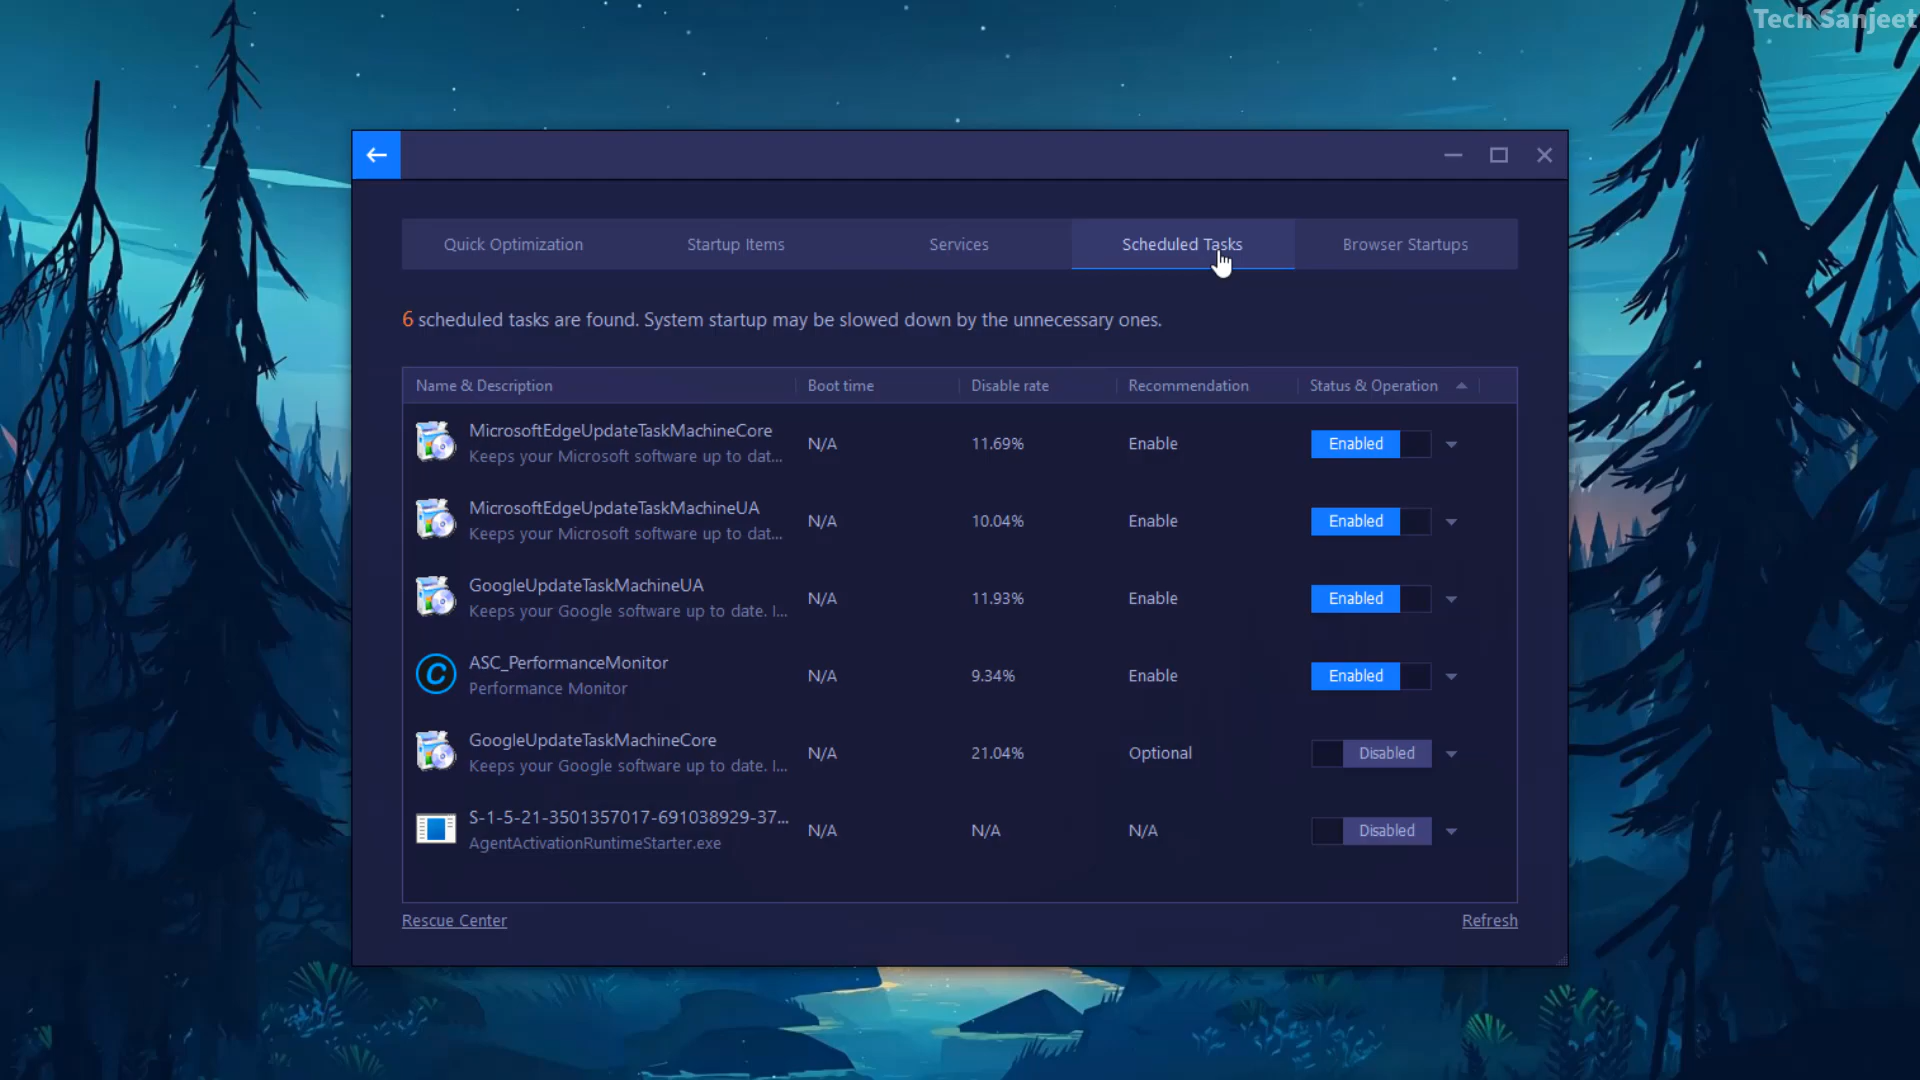 Tech Sanjeet
Quick Optimization
Startup Items
Services
Scheduled Tasks
Browser Startups
6 scheduled tasks are found. System startup may be slowed down by the unnecessary ones.
Name & Description
Boot time
Disable rate
Recommendation
Status & Operation
MicrosoftEdgeUpdateTaskMachineCore
Keeps your Microsoft software up to dat...
N/A
11.69%
Enable
Enabled
MicrosoftEdgeUpdateTaskMachineUA
Keeps your Microsoft software up to dat...
N/A
10.04%
Enable
Enabled
GoogleUpdateTaskMachineUA
Keeps your Google software up to date. I...
N/A
11.93%
Enable
Enabled
C
ASC_PerformanceMonitor
Performance Monitor
N/A
9.34%
Enable
Enabled
GoogleUpdateTaskMachineCore
Keeps your Google software up to date. I...
N/A
21.04%
Optional
Disabled
S-1-5-21-3501357017-691038929-37...
AgentActivationRuntimeStarter.exe
N/A
N/A
N/A
Disabled
Rescue Center
Refresh